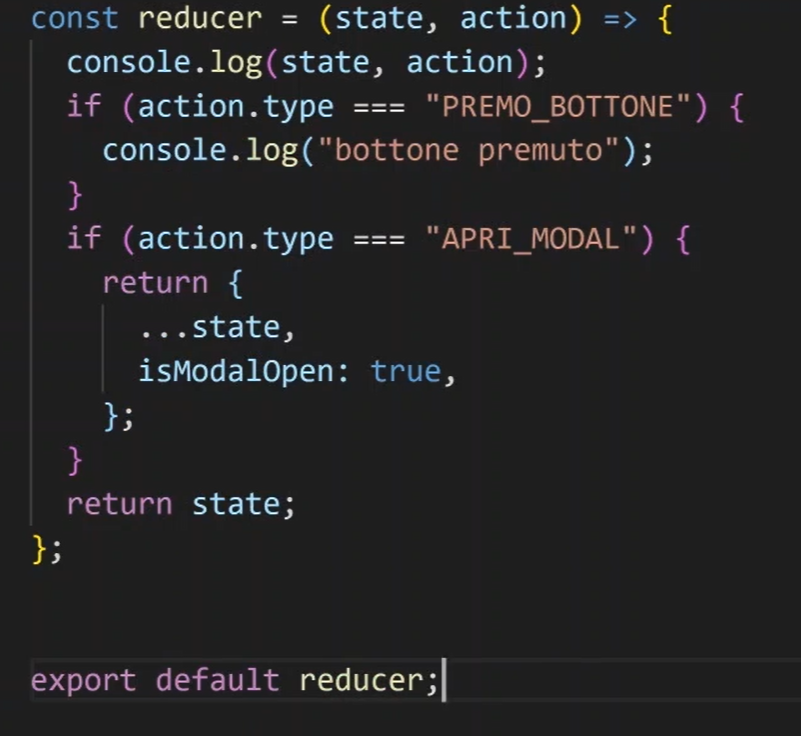 const reducer = (state, action) => {
  console.log(state, action);
  if (action.type === "PREMO_BOTTONE") {
    console.log("bottone premuto");
  }
  if (action.type === "APRI_MODAL") {
    return {
      ...state,
      isModalOpen: true,
    };
  }
  return state;
};
export default reducer;